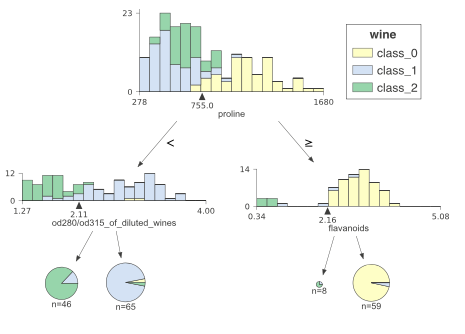 23
0
278
755.0
1680
proline
wine
class_0
class_1
class_2
<
≥
12
0
1.27
2.11
4.00
od280/od315_of_diluted_wines
14
0
0.34
2.16
5.08
flavanoids
n=46
n=65
n=8
n=59